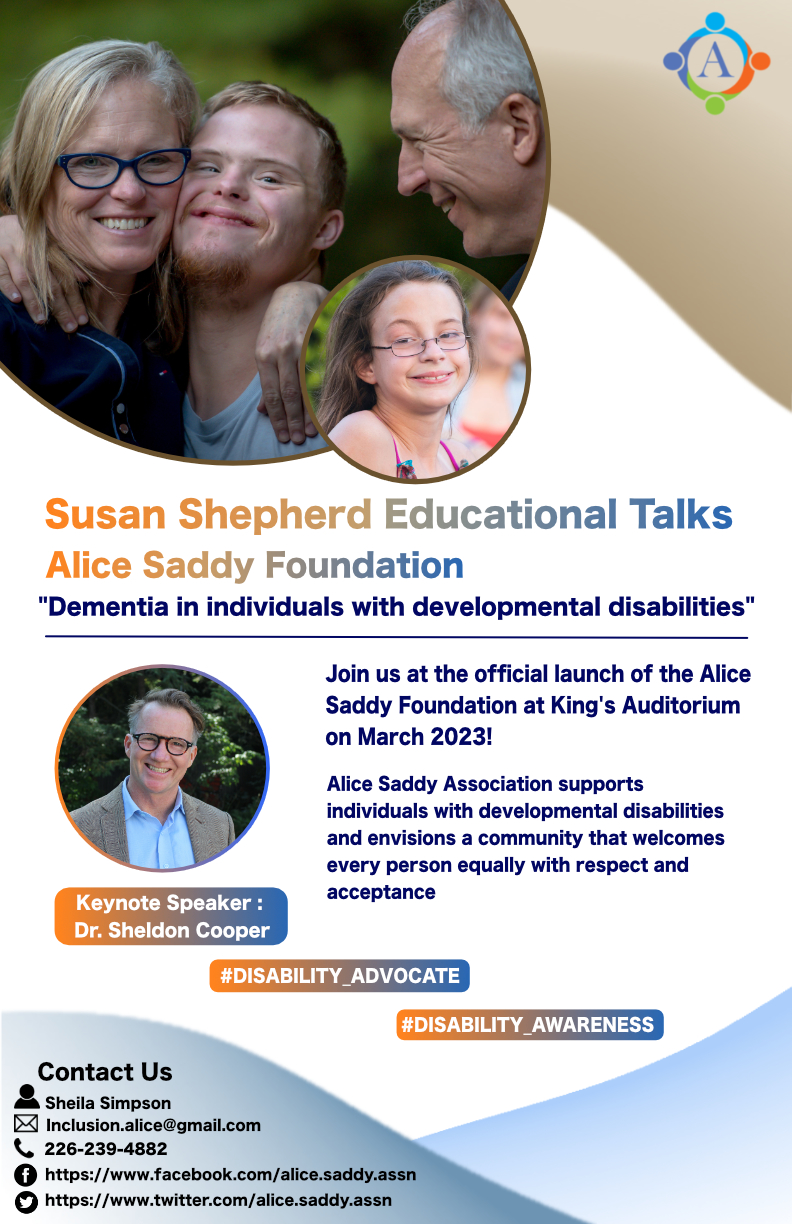 A
Susan Shepherd Educational Talks
Alice Saddy Foundation
"Dementia in individuals with developmental disabilities"
Join us at the official launch of the Alice
Saddy Foundation at King's Auditorium
on March 2023!
Alice Saddy Association supports
individuals with developmental disabilities
and envisions a community that welcomes
every person equally with respect and
acceptance
Keynote Speaker :
Dr. Sheldon Cooper
#DISABILITY_ADVOCATE
#DISABILITY_AWARENESS
Contact Us
Sheila Simpson
Inclusion.alice@gmail.com
226-239-4882
https://www.facebook.com/alice.saddy.assn
https://www.twitter.com/alice.saddy.assn